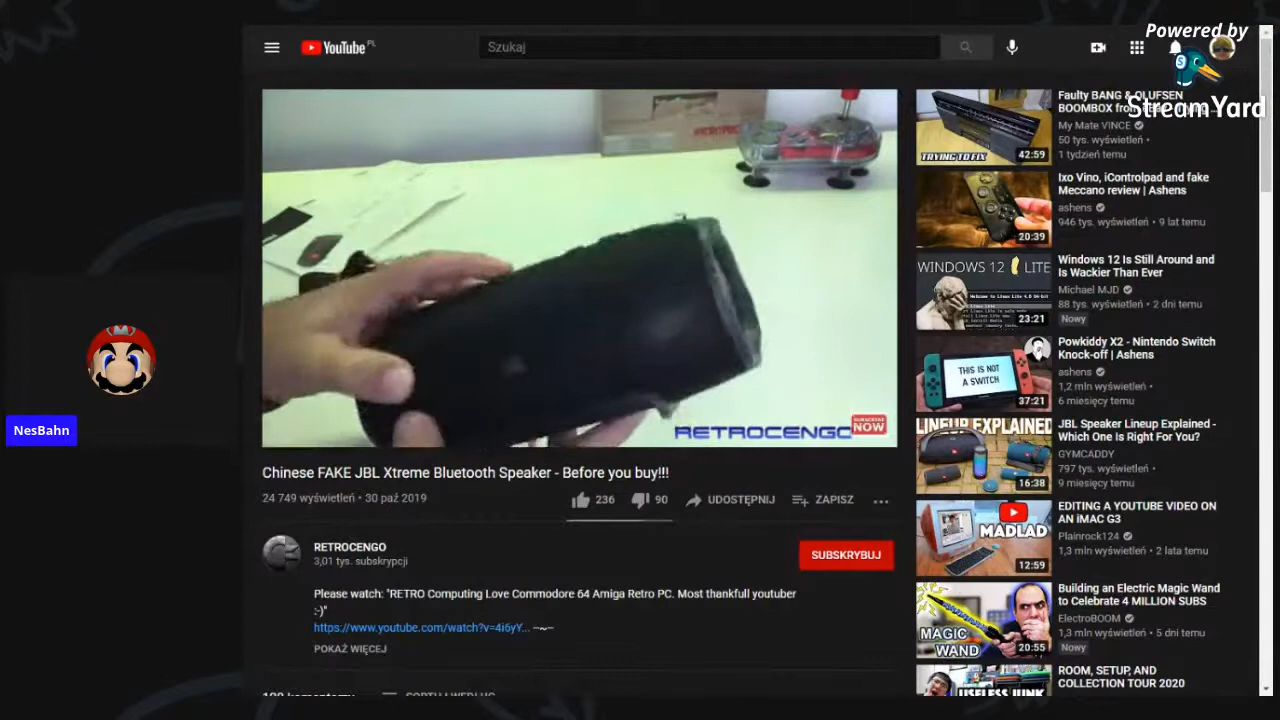 Powered by
StreamYard
YouTube PL
Szukaj
RETROCENGO
SUBSCRIBE
NOW
Chinese FAKE JBL Xtreme Bluetooth Speaker - Before you buy!!!
24 749 wyświetleń • 30 paź 2019
236
90
UDOSTĘPNIJ
ZAPISZ
RETROCENGO
3,01 tys. subskrypcji
SUBSKRYBUJ
Please watch: "RETRO Computing Love Commodore 64 Amiga Retro PC. Most thankfull youtuber
:-)"
https://www.youtube.com/watch?v=4i6yY... -~-~
POKAŻ WIĘCEJ
NesBahn
TRYING TO FIX
42:59
Faulty BANG & OLUFSEN
BOOMBOX
My Mate VINCE
50 tys. wyświetleń •
1 tydzień temu
20:39
Ixo Vino, iControlpad and fake
Meccano review | Ashens
ashens
946 tys. wyświetleń • 9 lat temu
WINDOWS 12 LITE
23:21
Windows 12 Is Still Around and
Is Wackier Than Ever
Michael MJD
88 tys. wyświetleń • 2 dni temu
Nowy
THIS IS NOT
A SWITCH
37:21
Powkiddy X2 - Nintendo Switch
Knock-off | Ashens
ashens
1,2 mln wyświetleń •
6 miesięcy temu
LINEUP EXPLAINED
16:38
JBL Speaker Lineup Explained -
Which One Is Right For You?
GYMCADDY
797 tys. wyświetleń •
9 miesięcy temu
MADLAD
12:59
EDITING A YOUTUBE VIDEO ON
AN iMAC G3
Plainrock124
1,3 mln wyświetleń • 2 lata temu
MAGIC
WAND
20:55
Building an Electric Magic Wand
to Celebrate 4 MILLION SUBS
ElectroBOOM
1,3 mln wyświetleń • 5 dni temu
Nowy
USELESS JUNK
ROOM, SETUP, AND
COLLECTION TOUR 2020